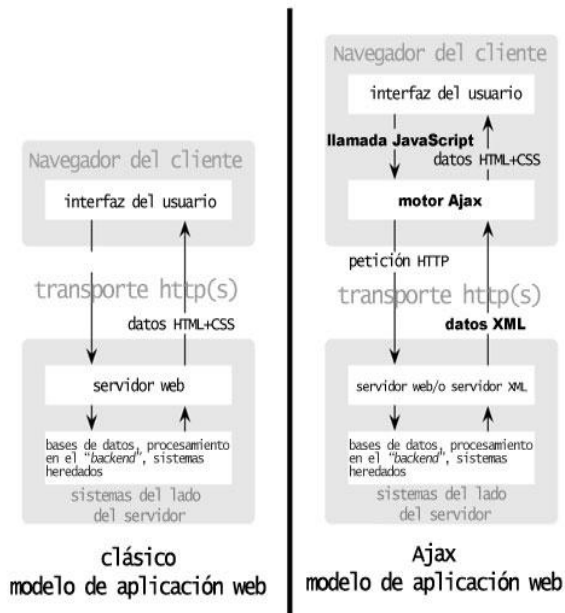 Navegador del cliente
interfaz del usuario
transporte http(s)
datos HTML+CSS
servidor web
bases de datos, procesamiento
en el "backend", sistemas
heredados
sistemas del lado
del servidor
clásico
modelo de aplicación web
Navegador del cliente
interfaz del usuario
llamada JavaScript
datos HTML+CSS
motor Ajax
petición HTTP
transporte http(s)
datos XML
servidor web/o servidor XML
bases de datos, procesamiento
en el "backend", sistemas
heredados
sistemas del lado
del servidor
Ajax
modelo de aplicación web